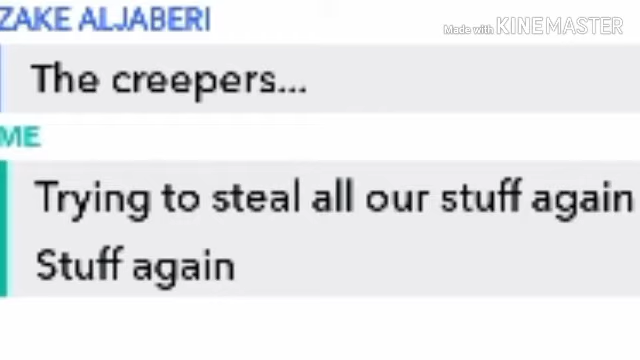 ZAKE ALJABERI
Made with KINEMASTER
The creepers...
ME
Trying to steal all our stuff again
Stuff again